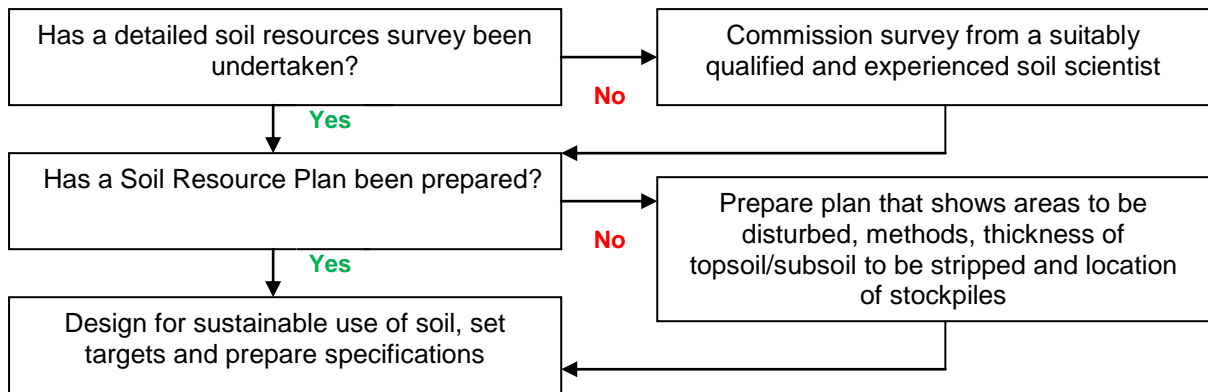 Has a detailed soil resources survey been
undertaken?
Commission survey from a suitably
qualified and experienced soil scientist
No
Yes
Has a Soil Resource Plan been prepared?
Prepare plan that shows areas to be
disturbed, methods, thickness of
topsoil/subsoil to be stripped and location
of stockpiles
No
Yes
Design for sustainable use of soil, set
targets and prepare specifications